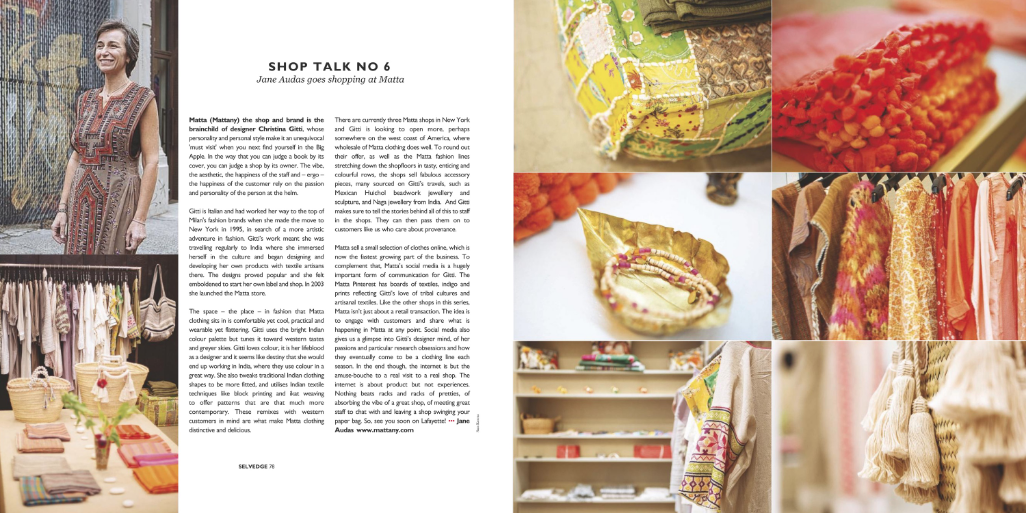 SHOP TALK NO 6
Jane Audas goes shopping at Matta
Matta (Mattany) the shop and brand is the
brainchild of designer Christina Gitti, whose
personality and personal style make it an unequivocal
'must visit' when you next find yourself in the Big
Apple. In the way that you can judge a book by its
cover, you can judge a shop by its owner. The vibe,
the aesthetic, the happiness of the staff and – ergo –
the happiness of the customer rely on the passion
and personality of the person at the helm.
Gitti is Italian and had worked her way to the top of
Milan's fashion brands when she made the move to
New York in 1995, in search of a more artistic
adventure in fashion. Gitti's work meant she was
travelling regularly to India where she immersed
herself in the culture and began designing and
developing her own products with textile artisans
there. The designs proved popular and she felt
emboldened to start her own label and shop. In 2003
she launched the Matta store.
The space – the place – in fashion that Matta
clothing sits in is comfortable yet cool, practical and
wearable yet flattering. Gitti uses the bright Indian
colour palette but tunes it toward western tastes
and greyer skies. Gitti loves colour, it is her lifeblood
as a designer and it seems like destiny that she would
end up working in India, where they use colour in a
great way. She also tweaks traditional Indian clothing
shapes to be more fitted, and utilises Indian textile
techniques like block printing and ikat weaving
to offer patterns that are that much more
contemporary. These remixes with western
customers in mind are what make Matta clothing
distinctive and delicious.
There are currently three Matta shops in New York
and Gitti is looking to open more, perhaps
somewhere on the west coast of America, where
wholesale of Matta clothing does well. To round out
their offer, as well as the Matta fashion lines
stretching down the shopfloors in tasty, enticing and
colourful rows, the shops sell fabulous accessory
pieces, many sourced on Gitti's travels, such as
Mexican Huichol beadwork jewellery and
sculpture, and Naga jewellery from India. And Gitti
makes sure to tell the stories behind all of this to staff
in the shops. They can then pass them on to
customers like us who care about provenance.
Matta sell a small selection of clothes online, which is
now the fastest growing part of the business. To
complement that, Matta's social media is a hugely
important form of communication for Gitti. The
Matta Pinterest has boards of textiles, indigo and
prints reflecting Gitti's love of tribal cultures and
artisanal textiles. Like the other shops in this series,
Matta isn't just about a retail transaction. The idea is
to engage with customers and share what is
happening in Matta at any point. Social media also
gives us a glimpse into Gitti's designer mind, of her
passions and particular research obsessions and how
they eventually come to be a clothing line each
season. In the end though, the internet is but the
amuse-bouche to a real visit to a real shop. The
internet is about product but not experiences.
Nothing beats racks and racks of pretties, of
absorbing the vibe of a great shop, of meeting great
staff to chat with and leaving a shop swinging your
paper bag. So, see you soon on Lafayette! ••• Jane
Audas www.mattany.com
SELVEDGE 78